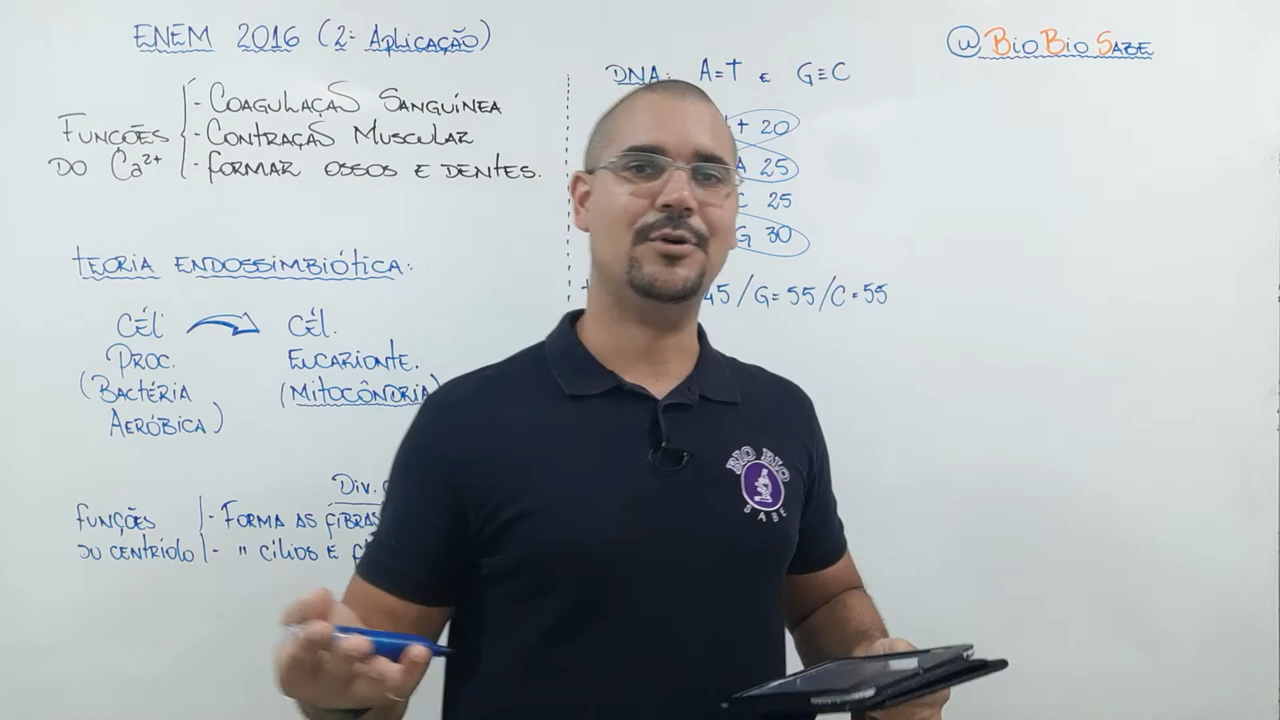 ENEM 2016 (2ª Aplicação)
@BioBioSabe
Funções do Ca²⁺
- Coagulação Sanguínea
- Contração Muscular
- Formar ossos e dentes.
Teoria Endossimbiótica:
Cél. Proc. (Bactéria Aeróbica)
Cél. Eucarionte. (Mitocôndria)
Div.
Funções do centríolo
- Forma as fibras
- " cílios e
DNA: A=T e G≡C
+ 20
A 25
C 25
G 30
45 / G= 55 / C= 55
BIO BIO
SABE